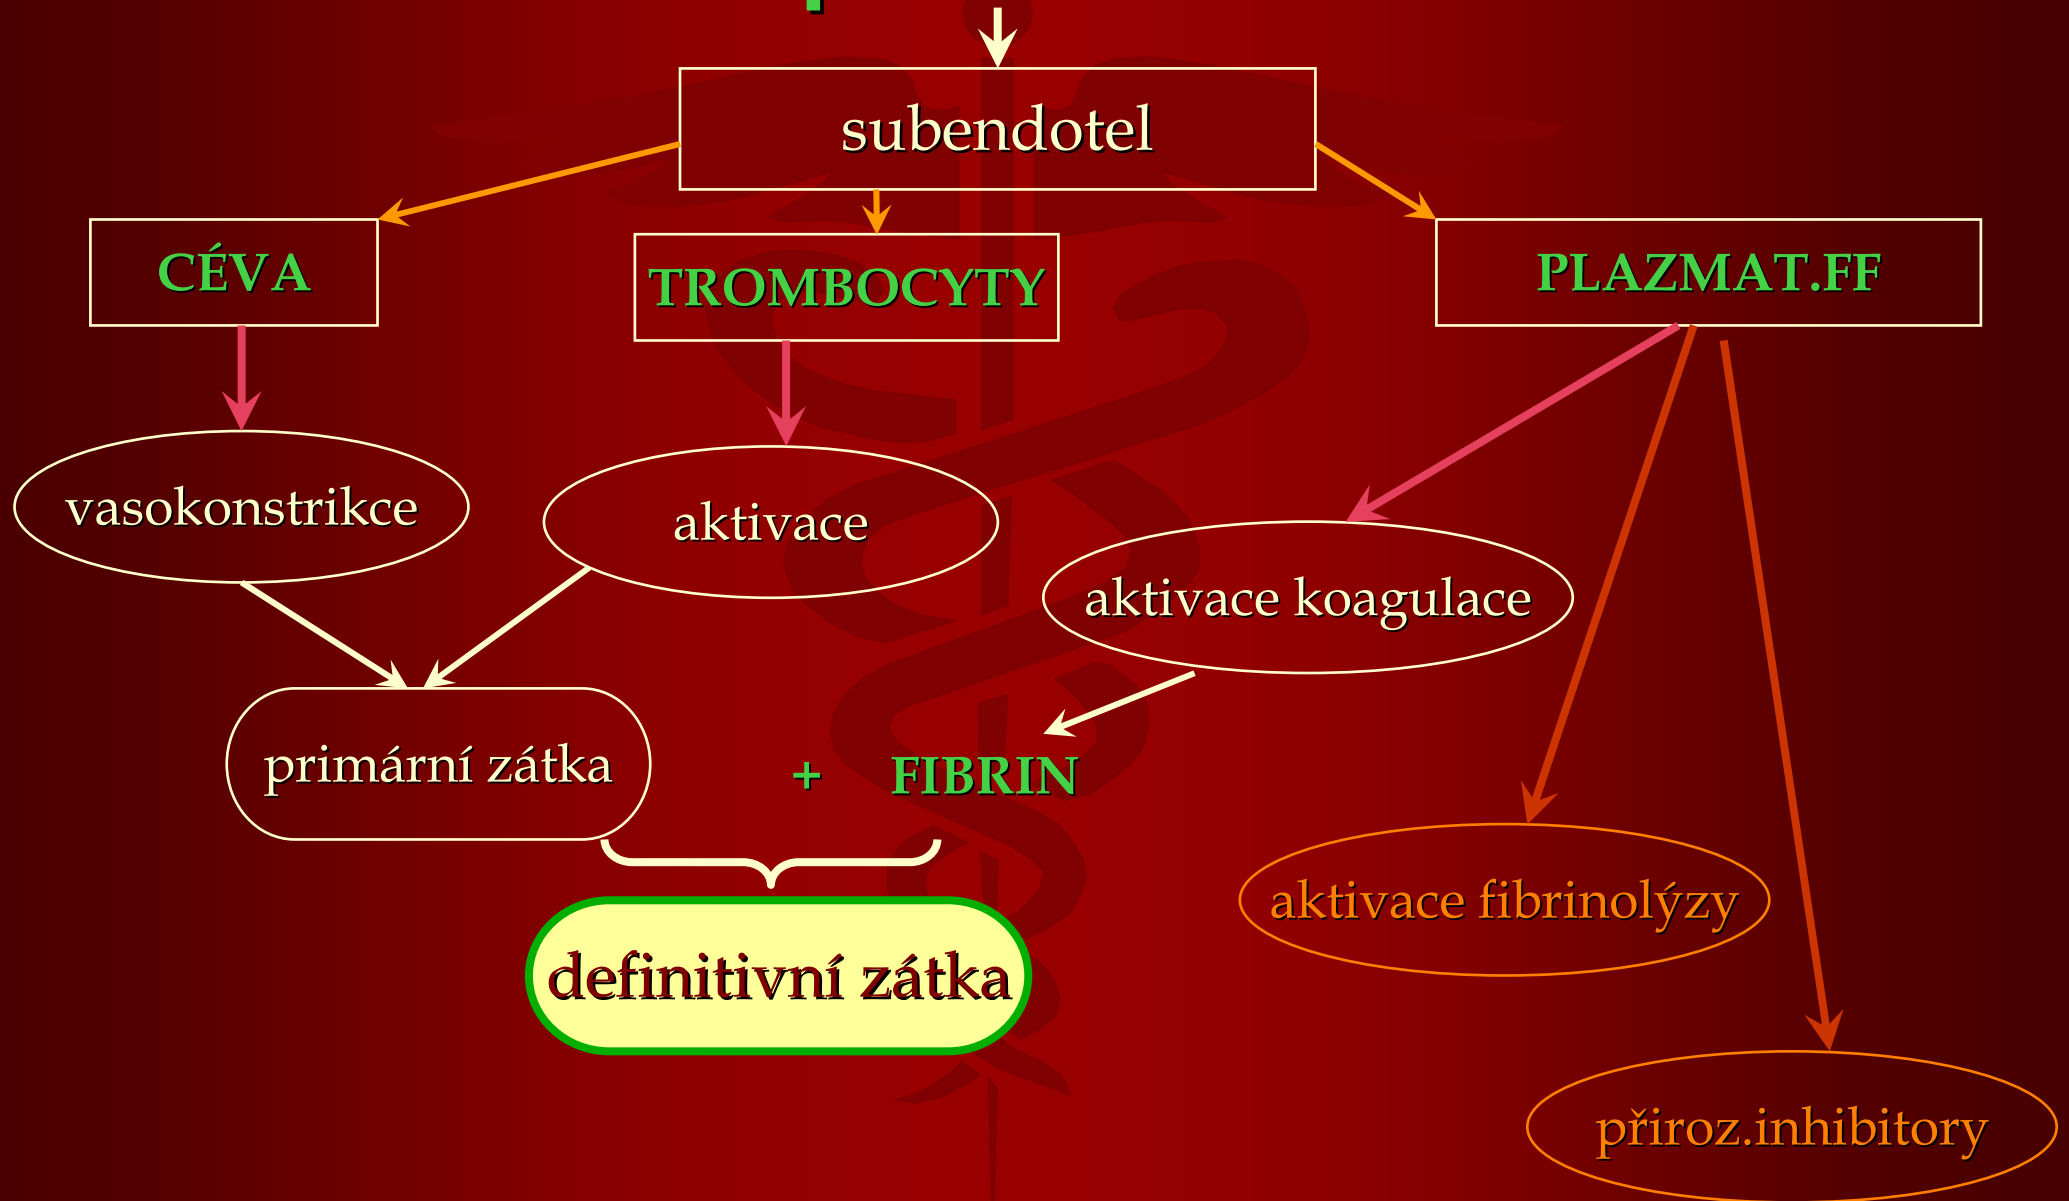 subendotel
CÉVA
TROMBOCYTY
PLAZMAT.FF
vasokonstrikce
aktivace
aktivace koagulace
primární zátka
+ FIBRIN
aktivace fibrinolýzy
definitivní zátka
přiroz.inhibitory